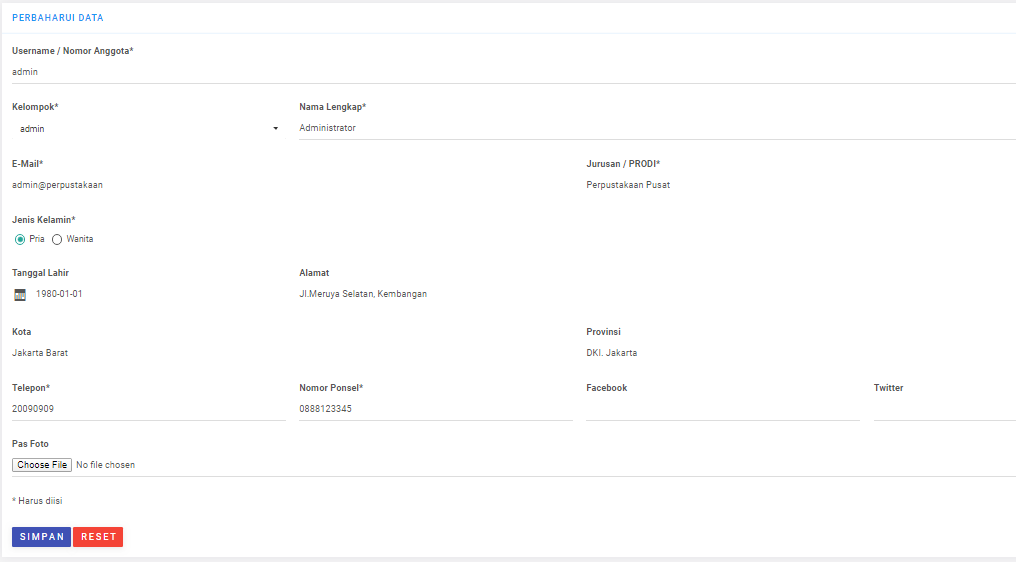 PERBAHARUI DATA
Username / Nomor Anggota*
admin
Kelompok* Nama Lengkap*
admin Administrator
E-Mail* Jurusan / PRODI*
admin@perpustakaan Perpustakaan Pusat
Jenis Kelamin*
Pria Wanita
Tanggal Lahir Alamat
1980-01-01 Jl.Meruya Selatan, Kembangan
Kota Provinsi
Jakarta Barat DKI. Jakarta
Telepon* Nomor Ponsel* Facebook Twitter
20090909 0888123345
Pas Foto
Choose File No file chosen
* Harus diisi
SIMPAN RESET